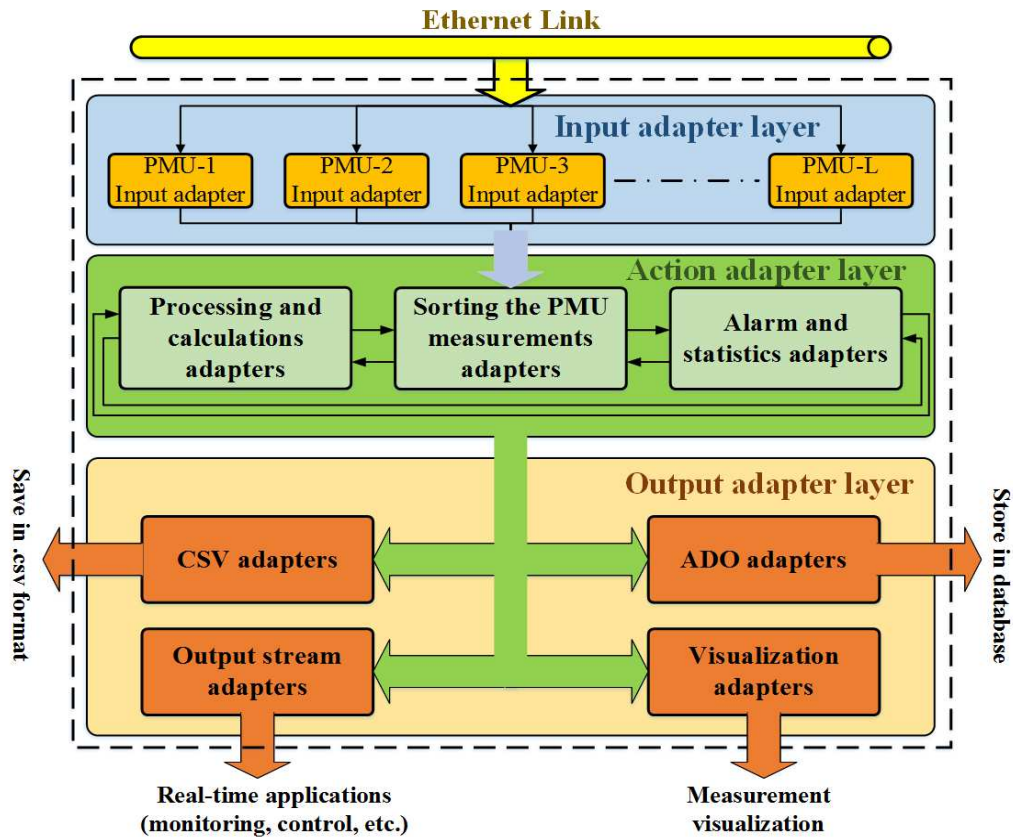 Ethernet Link
Input adapter layer
PMU-1
Input adapter
PMU-2
Input adapter
PMU-3
Input adapter
PMU-L
Input adapter
Action adapter layer
Processing and
calculations
adapters
Sorting the PMU
measurements
adapters
Alarm and
statistics adapters
Output adapter layer
Save in .csv format
CSV adapters
ADO adapters
Store in database
Output stream
adapters
Visualization
adapters
Real-time applications
(monitoring, control, etc.)
Measurement
visualization